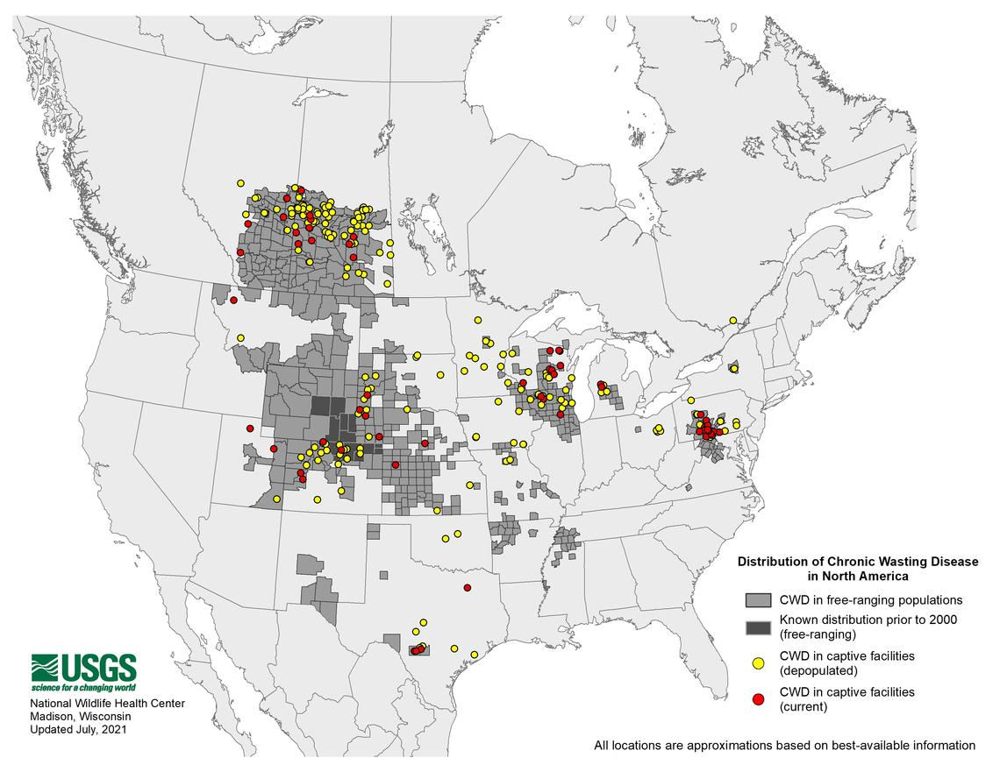 Distribution of Chronic Wasting Disease
in North America
CWD in free-ranging populations
Known distribution prior to 2000
(free-ranging)
CWD in captive facilities
(depopulated)
CWD in captive facilities
(current)
USGS
science for a changing world
National Wildlife Health Center
Madison, Wisconsin
Updated July, 2021
All locations are approximations based on best-available information